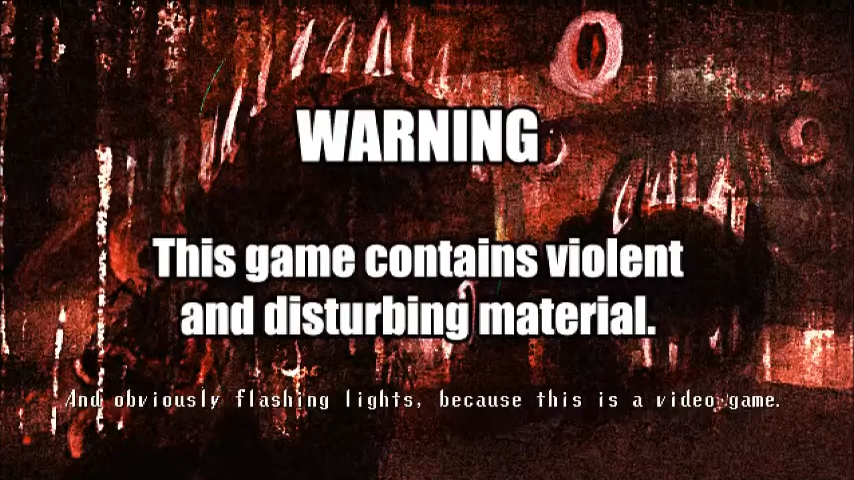 WARNING
This game contains violent
and disturbing material.
And obviously flashing lights, because this is a video game.